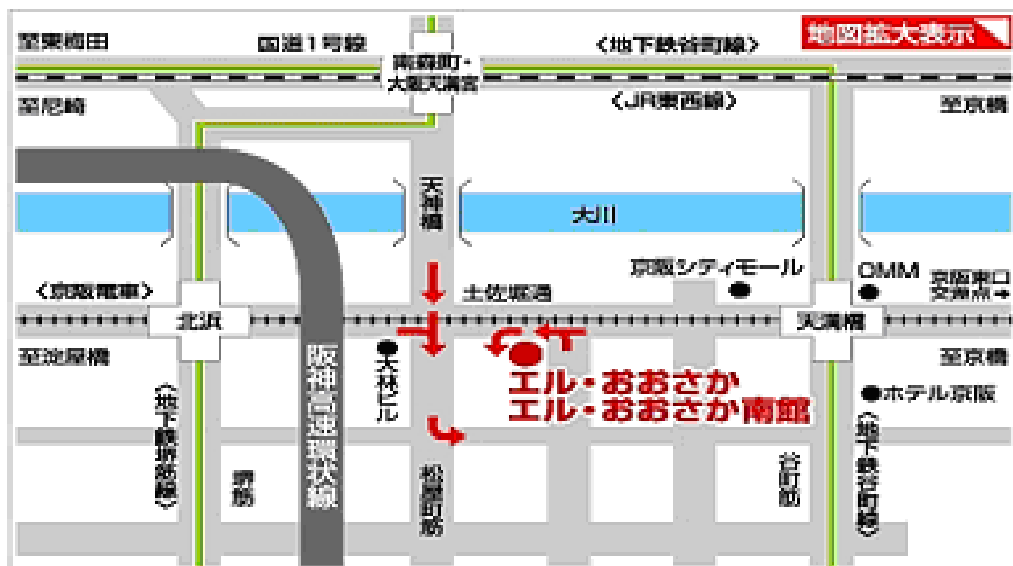 至東梅田
国道1号線
〈地下鉄谷町線〉
地図拡大表示
南森町・
大阪天満宮
至尼崎
〈JR東西線〉
至京橋
天神橋
大川
〈京阪電車〉
土佐堀通
京阪シティモール
OMM
京阪東口
交差点→
北浜
天満橋
至淀屋橋
至京橋
大林ビル
エル・おおさか
エル・おおさか南館
ホテル京阪
〈地下鉄堺筋線〉
堺筋
阪神高速環状線
松屋町筋
谷町筋
〈地下鉄谷町線〉